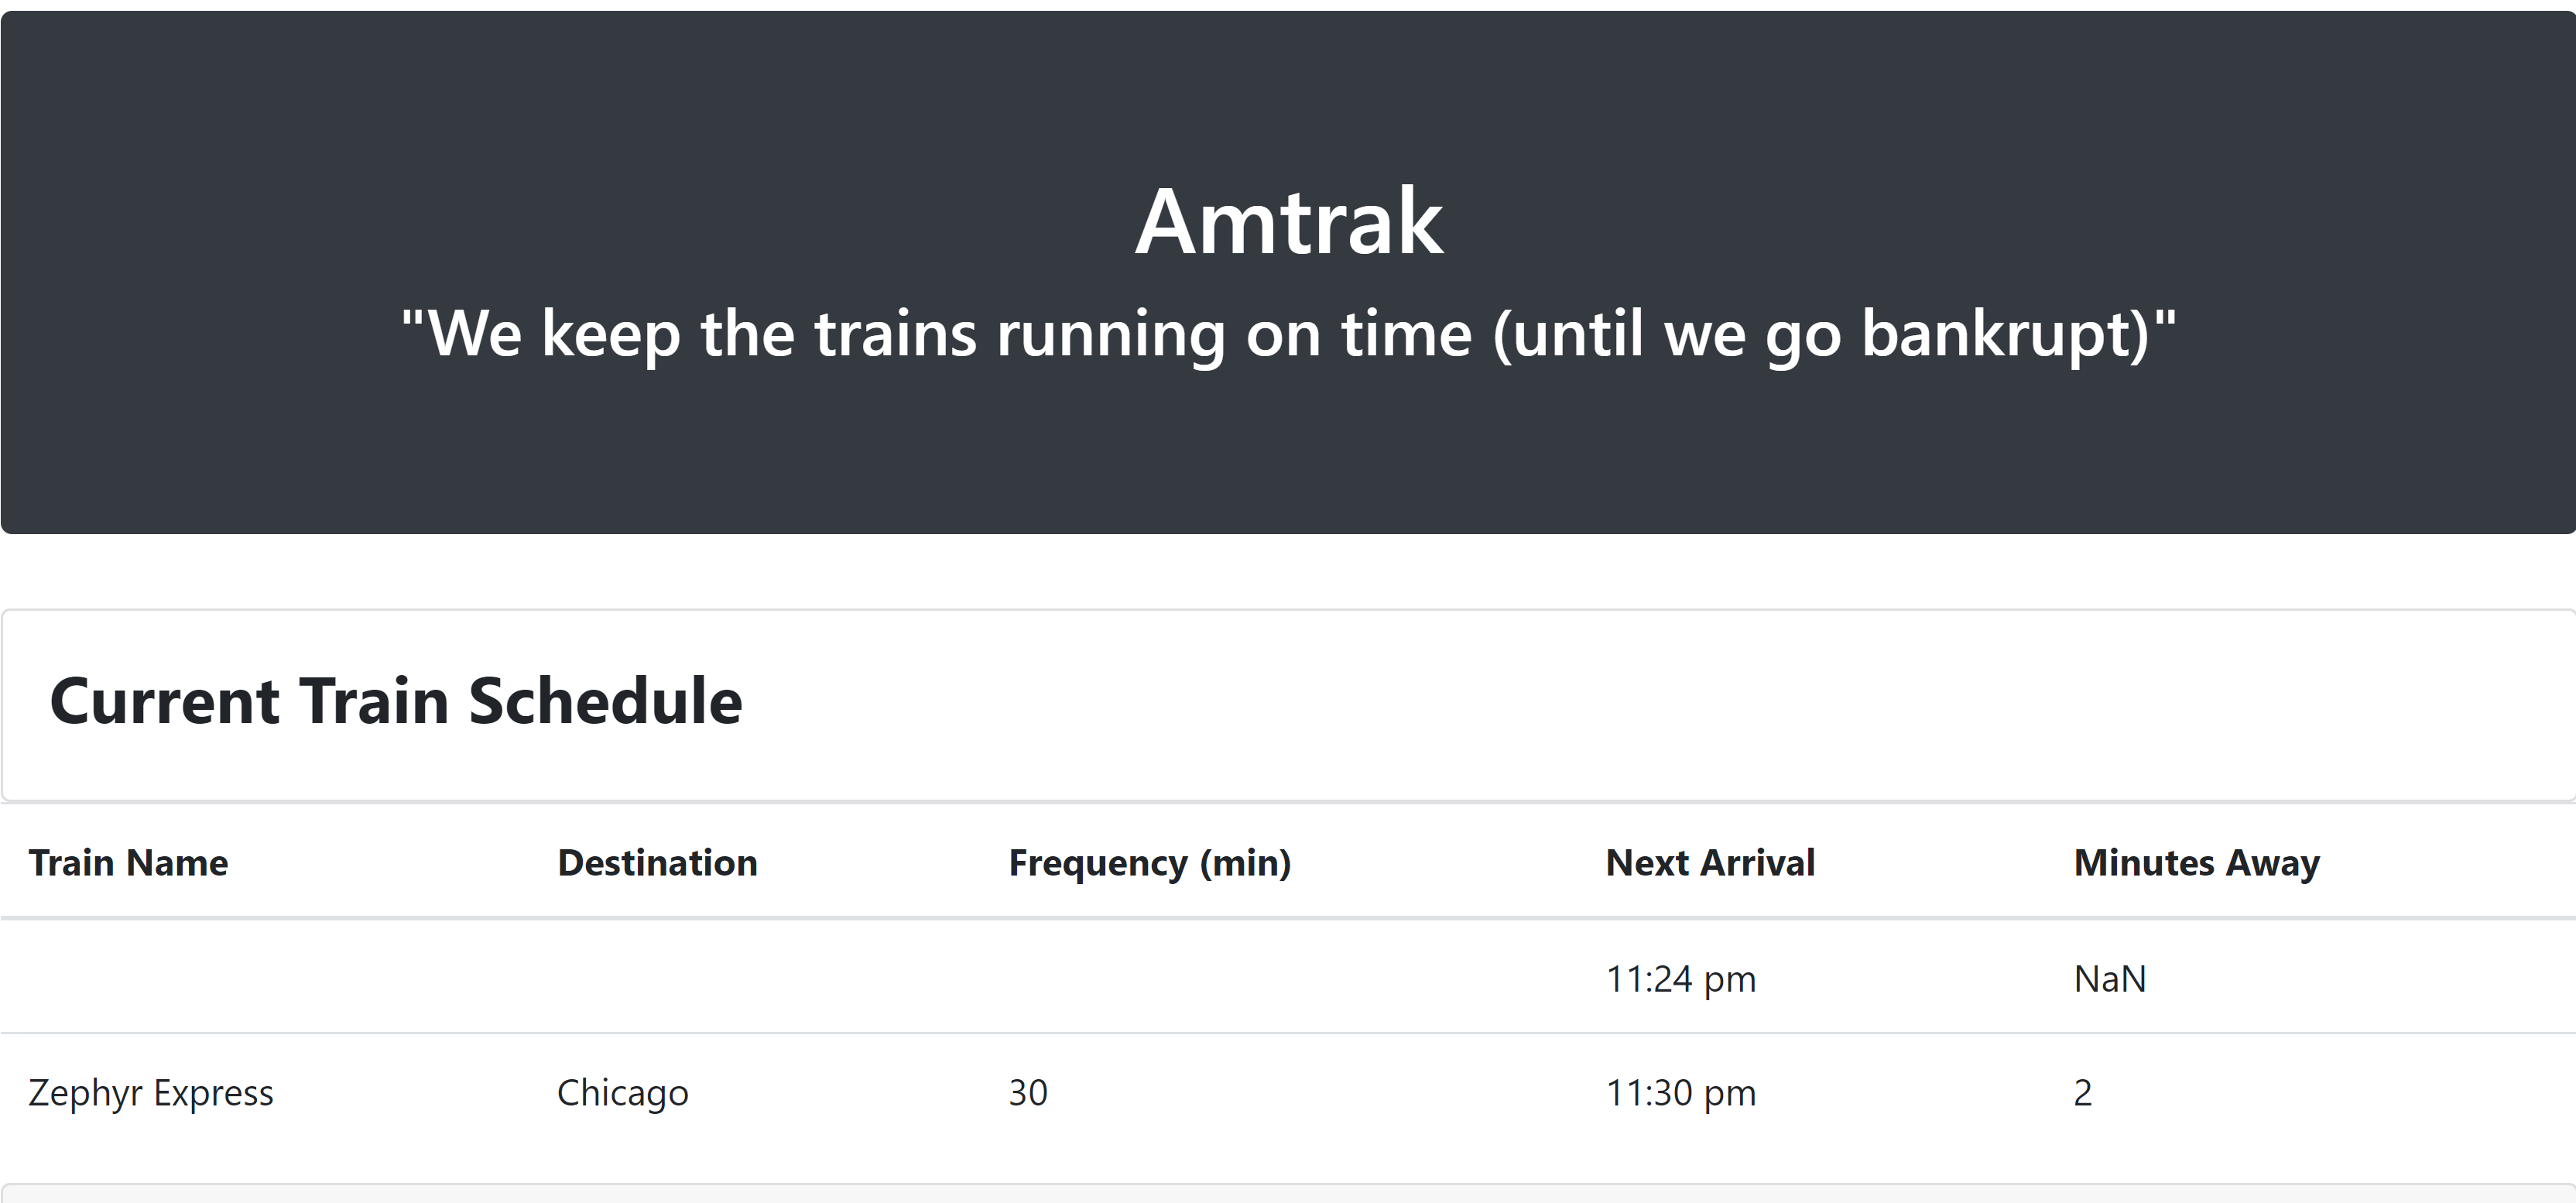 Amtrak
"We keep the trains running on time (until we go bankrupt)"
Current Train Schedule
Train Name Destination Frequency (min) Next Arrival Minutes Away
11:24 pm NaN
Zephyr Express Chicago 30 11:30 pm 2